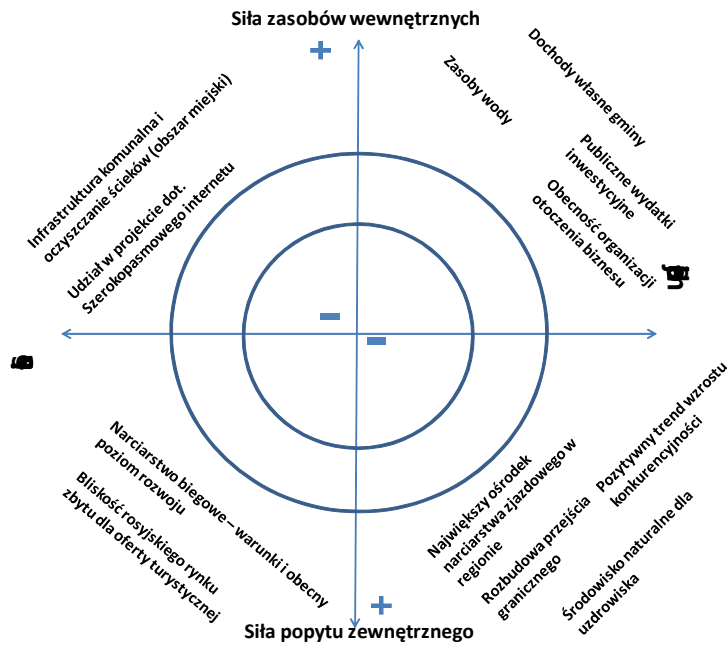 Siła zasobów wewnętrznych
+
Infrastruktura komunalna i
oczyszczanie ścieków (obszar miejski)
Udział w projekcie dot.
Szerokopasmowego internetu
Zasoby wody
Dochody własne gminy
Publiczne wydatki
inwestycyjne
Obecność organizacji
otoczenia biznesu
-
-
Narciarstwo biegowe – warunki i obecny
poziom rozwoju
Bliskość rosyjskiego rynku
zbytu dla oferty turystycznej
Największy ośrodek
narciarstwa zjazdowego w
regionie
Rozbudowa przejścia
granicznego
Pozytywny trend wzrostu
konkurencyjności
Środowisko naturalne dla
uzdrowiska
+
Siła popytu zewnętrznego